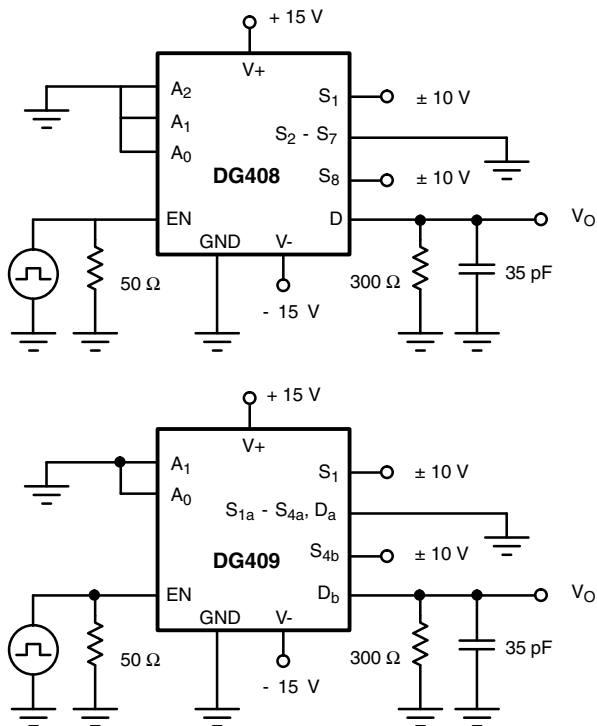 + 15 V
V+
A2
S1
± 10 V
A1
S2 - S7
A0
DG408
S8
± 10 V
EN
D
VO
GND
V-
50 Ω
300 Ω
35 pF
- 15 V
+ 15 V
V+
A1
S1
± 10 V
A0
S1a - S4a, Da
DG409
S4b
± 10 V
EN
Db
VO
GND
V-
50 Ω
300 Ω
35 pF
- 15 V